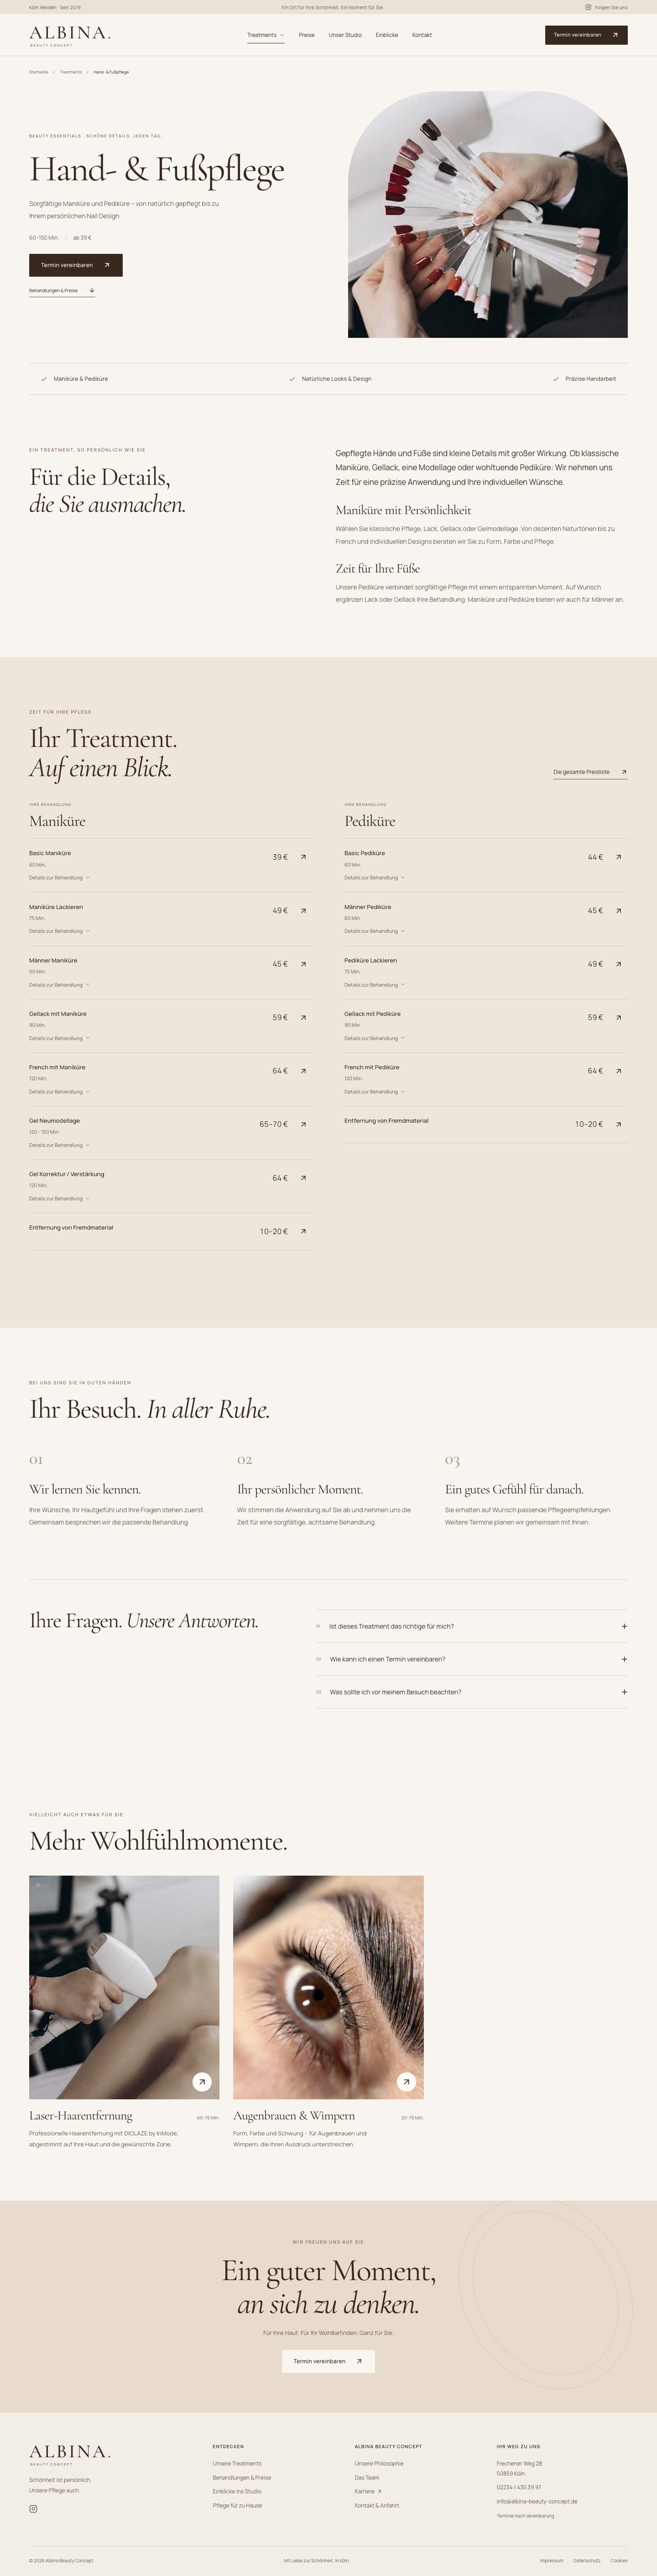 Köln Weiden · Seit 2019
Ein Ort für Ihre Schönheit. Ein Moment für Sie.
Folgen Sie uns
ALBINA.
BEAUTY CONCEPT
Treatments
Preise
Unser Studio
Einblicke
Kontakt
Termin vereinbaren
Startseite / Treatments / Hand- & Fußpflege
BEAUTY ESSENTIALS · SCHÖNE DETAILS. JEDEN TAG.
Hand- & Fußpflege
Sorgfältige Maniküre und Pediküre – von natürlich gepflegt bis zu
Ihrem persönlichen Nail Design.
60–150 Min. | ab 39 €
Termin vereinbaren
Behandlungen & Preise
Maniküre & Pediküre
Natürliche Looks & Design
Präzise Handarbeit
EIN TREATMENT, SO PERSÖNLICH WIE SIE
Für die Details,
die Sie ausmachen.
Gepflegte Hände und Füße sind kleine Details mit großer Wirkung. Ob klassische
Maniküre, Gellack, eine Modellage oder wohltuende Pediküre: Wir nehmen uns
Zeit für eine präzise Anwendung und Ihre individuellen Wünsche.
Maniküre mit Persönlichkeit
Wählen Sie klassische Pflege, Lack, Gellack oder Gelmodellage. Von dezenten Naturtönen bis zu
French und individuellen Designs beraten wir Sie zu Form, Farbe und Pflege.
Zeit für Ihre Füße
Unsere Pediküre verbindet sorgfältige Pflege mit einem entspannten Moment. Auf Wunsch
ergänzen Lack oder Gellack Ihre Behandlung. Maniküre und Pediküre bieten wir auch für Männer an.
ZEIT FÜR IHRE PFLEGE
Ihr Treatment.
Auf einen Blick.
Die gesamte Preisliste
IHRE BEHANDLUNG
Maniküre
Basic Maniküre
39 €
60 Min.
Details zur Behandlung
Maniküre Lackieren
49 €
75 Min.
Details zur Behandlung
Männer Maniküre
45 €
60 Min.
Details zur Behandlung
Gellack mit Maniküre
59 €
90 Min.
Details zur Behandlung
French mit Maniküre
64 €
120 Min.
Details zur Behandlung
Gel Neumodellage
65–70 €
120 - 150 Min.
Details zur Behandlung
Gel Korrektur / Verstärkung
64 €
120 Min.
Details zur Behandlung
Entfernung von Fremdmaterial
10–20 €
IHRE BEHANDLUNG
Pediküre
Basic Pediküre
44 €
60 Min.
Details zur Behandlung
Männer Pediküre
45 €
60 Min.
Details zur Behandlung
Pediküre Lackieren
49 €
75 Min.
Details zur Behandlung
Gellack mit Pediküre
59 €
90 Min.
Details zur Behandlung
French mit Pediküre
64 €
120 Min.
Details zur Behandlung
Entfernung von Fremdmaterial
10–20 €
BEI UNS SIND SIE IN GUTEN HÄNDEN
Ihr Besuch. In aller Ruhe.
01
Wir lernen Sie kennen.
Ihre Wünsche, Ihr Hautgefühl und Ihre Fragen stehen zuerst.
Gemeinsam besprechen wir die passende Behandlung.
02
Ihr persönlicher Moment.
Wir stimmen die Anwendung auf Sie ab und nehmen uns die
Zeit für eine sorgfältige, achtsame Behandlung.
03
Ein gutes Gefühl für danach.
Sie erhalten auf Wunsch passende Pflegeempfehlungen.
Weitere Termine planen wir gemeinsam mit Ihnen.
Ihre Fragen. Unsere Antworten.
01 Ist dieses Treatment das richtige für mich?
02 Wie kann ich einen Termin vereinbaren?
03 Was sollte ich vor meinem Besuch beachten?
VIELLEICHT AUCH ETWAS FÜR SIE
Mehr Wohlfühlmomente.
Laser-Haarentfernung
60–75 Min.
Professionelle Haarentfernung mit DIOLAZE by InMode,
abgestimmt auf Ihre Haut und die gewünschte Zone.
Augenbrauen & Wimpern
20–75 Min.
Form, Farbe und Schwung – für Augenbrauen und
Wimpern, die Ihren Ausdruck unterstreichen.
WIR FREUEN UNS AUF SIE
Ein guter Moment,
an sich zu denken.
Für Ihre Haut. Für Ihr Wohlbefinden. Ganz für Sie.
Termin vereinbaren
ALBINA.
BEAUTY CONCEPT
Schönheit ist persönlich.
Unsere Pflege auch.
ENTDECKEN
Unsere Treatments
Behandlungen & Preise
Einblicke ins Studio
Pflege für zu Hause
ALBINA BEAUTY CONCEPT
Unsere Philosophie
Das Team
Karriere
Kontakt & Anfahrt
IHR WEG ZU UNS
Frechener Weg 28
50859 Köln
02234 / 430 39 97
info@albina-beauty-concept.de
Termine nach Vereinbarung
© 2026 Albina Beauty Concept
Mit Liebe zur Schönheit. In Köln.
Impressum
Datenschutz
Cookies